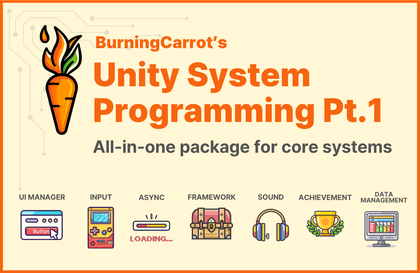 BurningCarrot's
Unity System
Programming Pt.1
All-in-one package for core systems
UI MANAGER
INPUT
ASYNC
FRAMEWORK
SOUND
ACHIEVEMENT
DATA
MANAGEMENT
Button
LOADING...